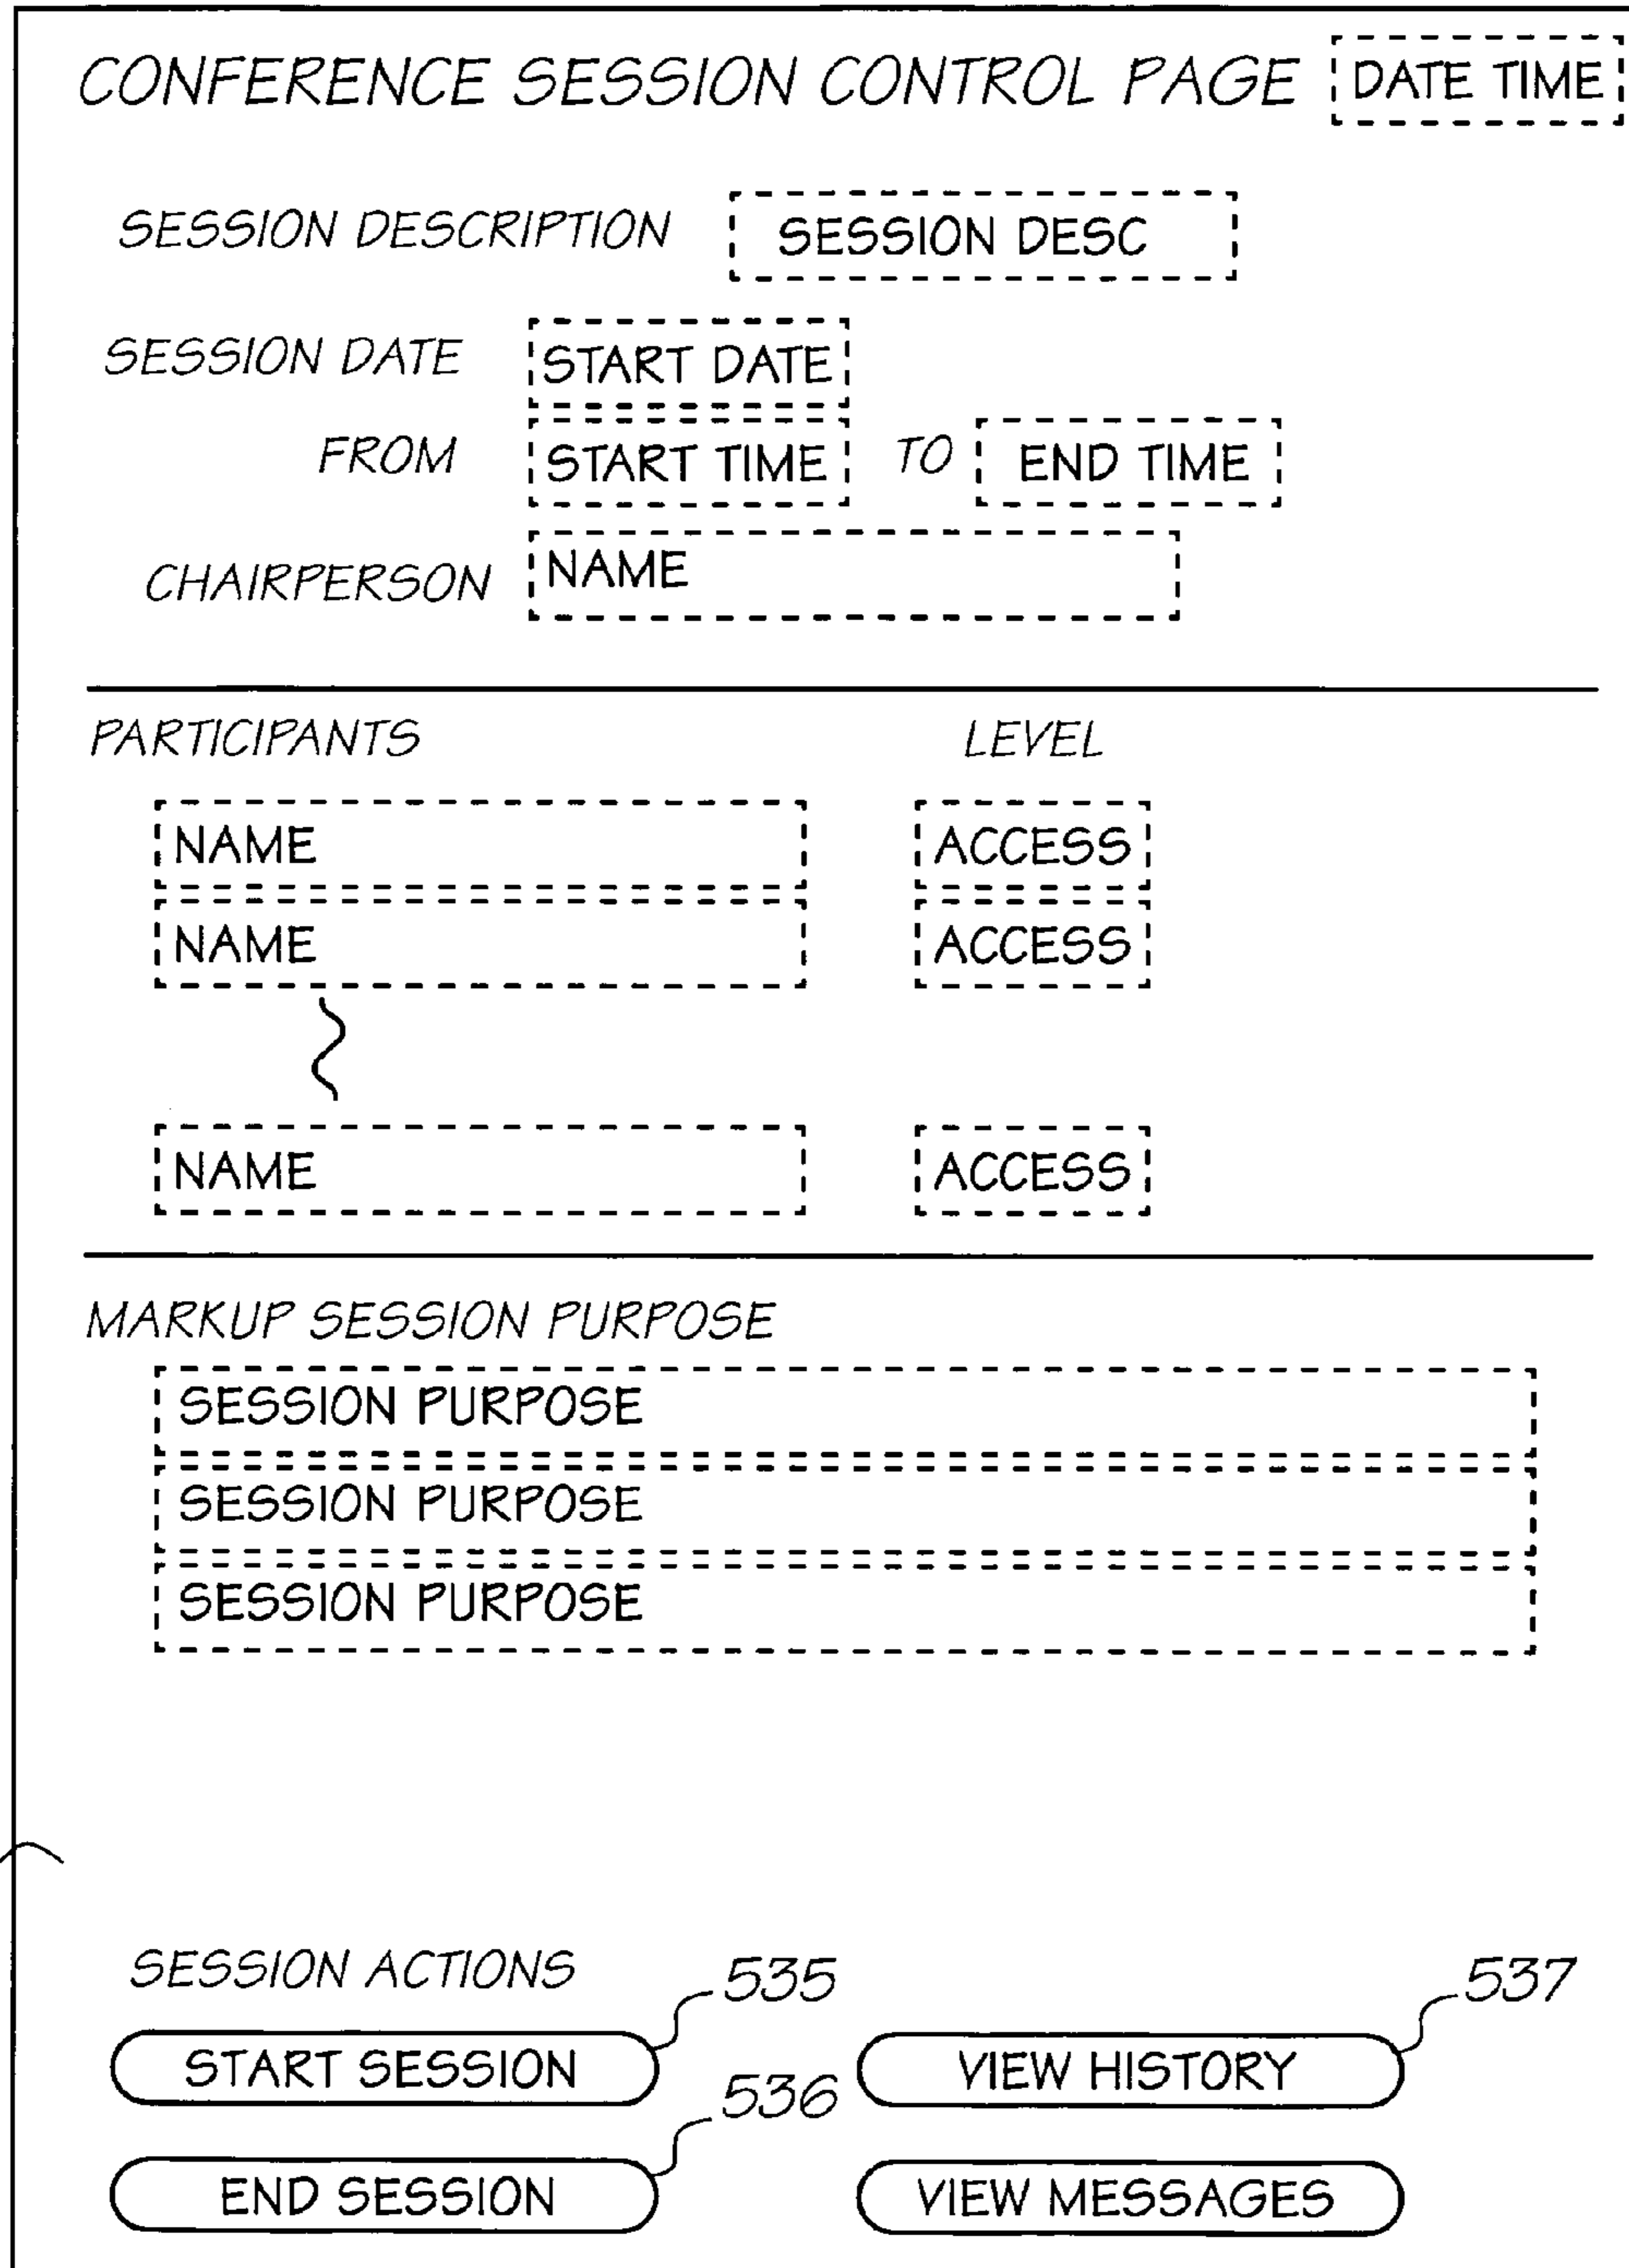 CONFERENCE SESSION CONTROL PAGE DATE TIME
SESSION DESCRIPTION SESSION DESC
SESSION DATE START DATE
FROM START TIME TO END TIME
CHAIRPERSON NAME
PARTICIPANTS LEVEL
NAME ACCESS
NAME ACCESS
NAME ACCESS
MARKUP SESSION PURPOSE
SESSION PURPOSE
SESSION PURPOSE
SESSION PURPOSE
SESSION ACTIONS 535 537
START SESSION VIEW HISTORY
536
END SESSION VIEW MESSAGES